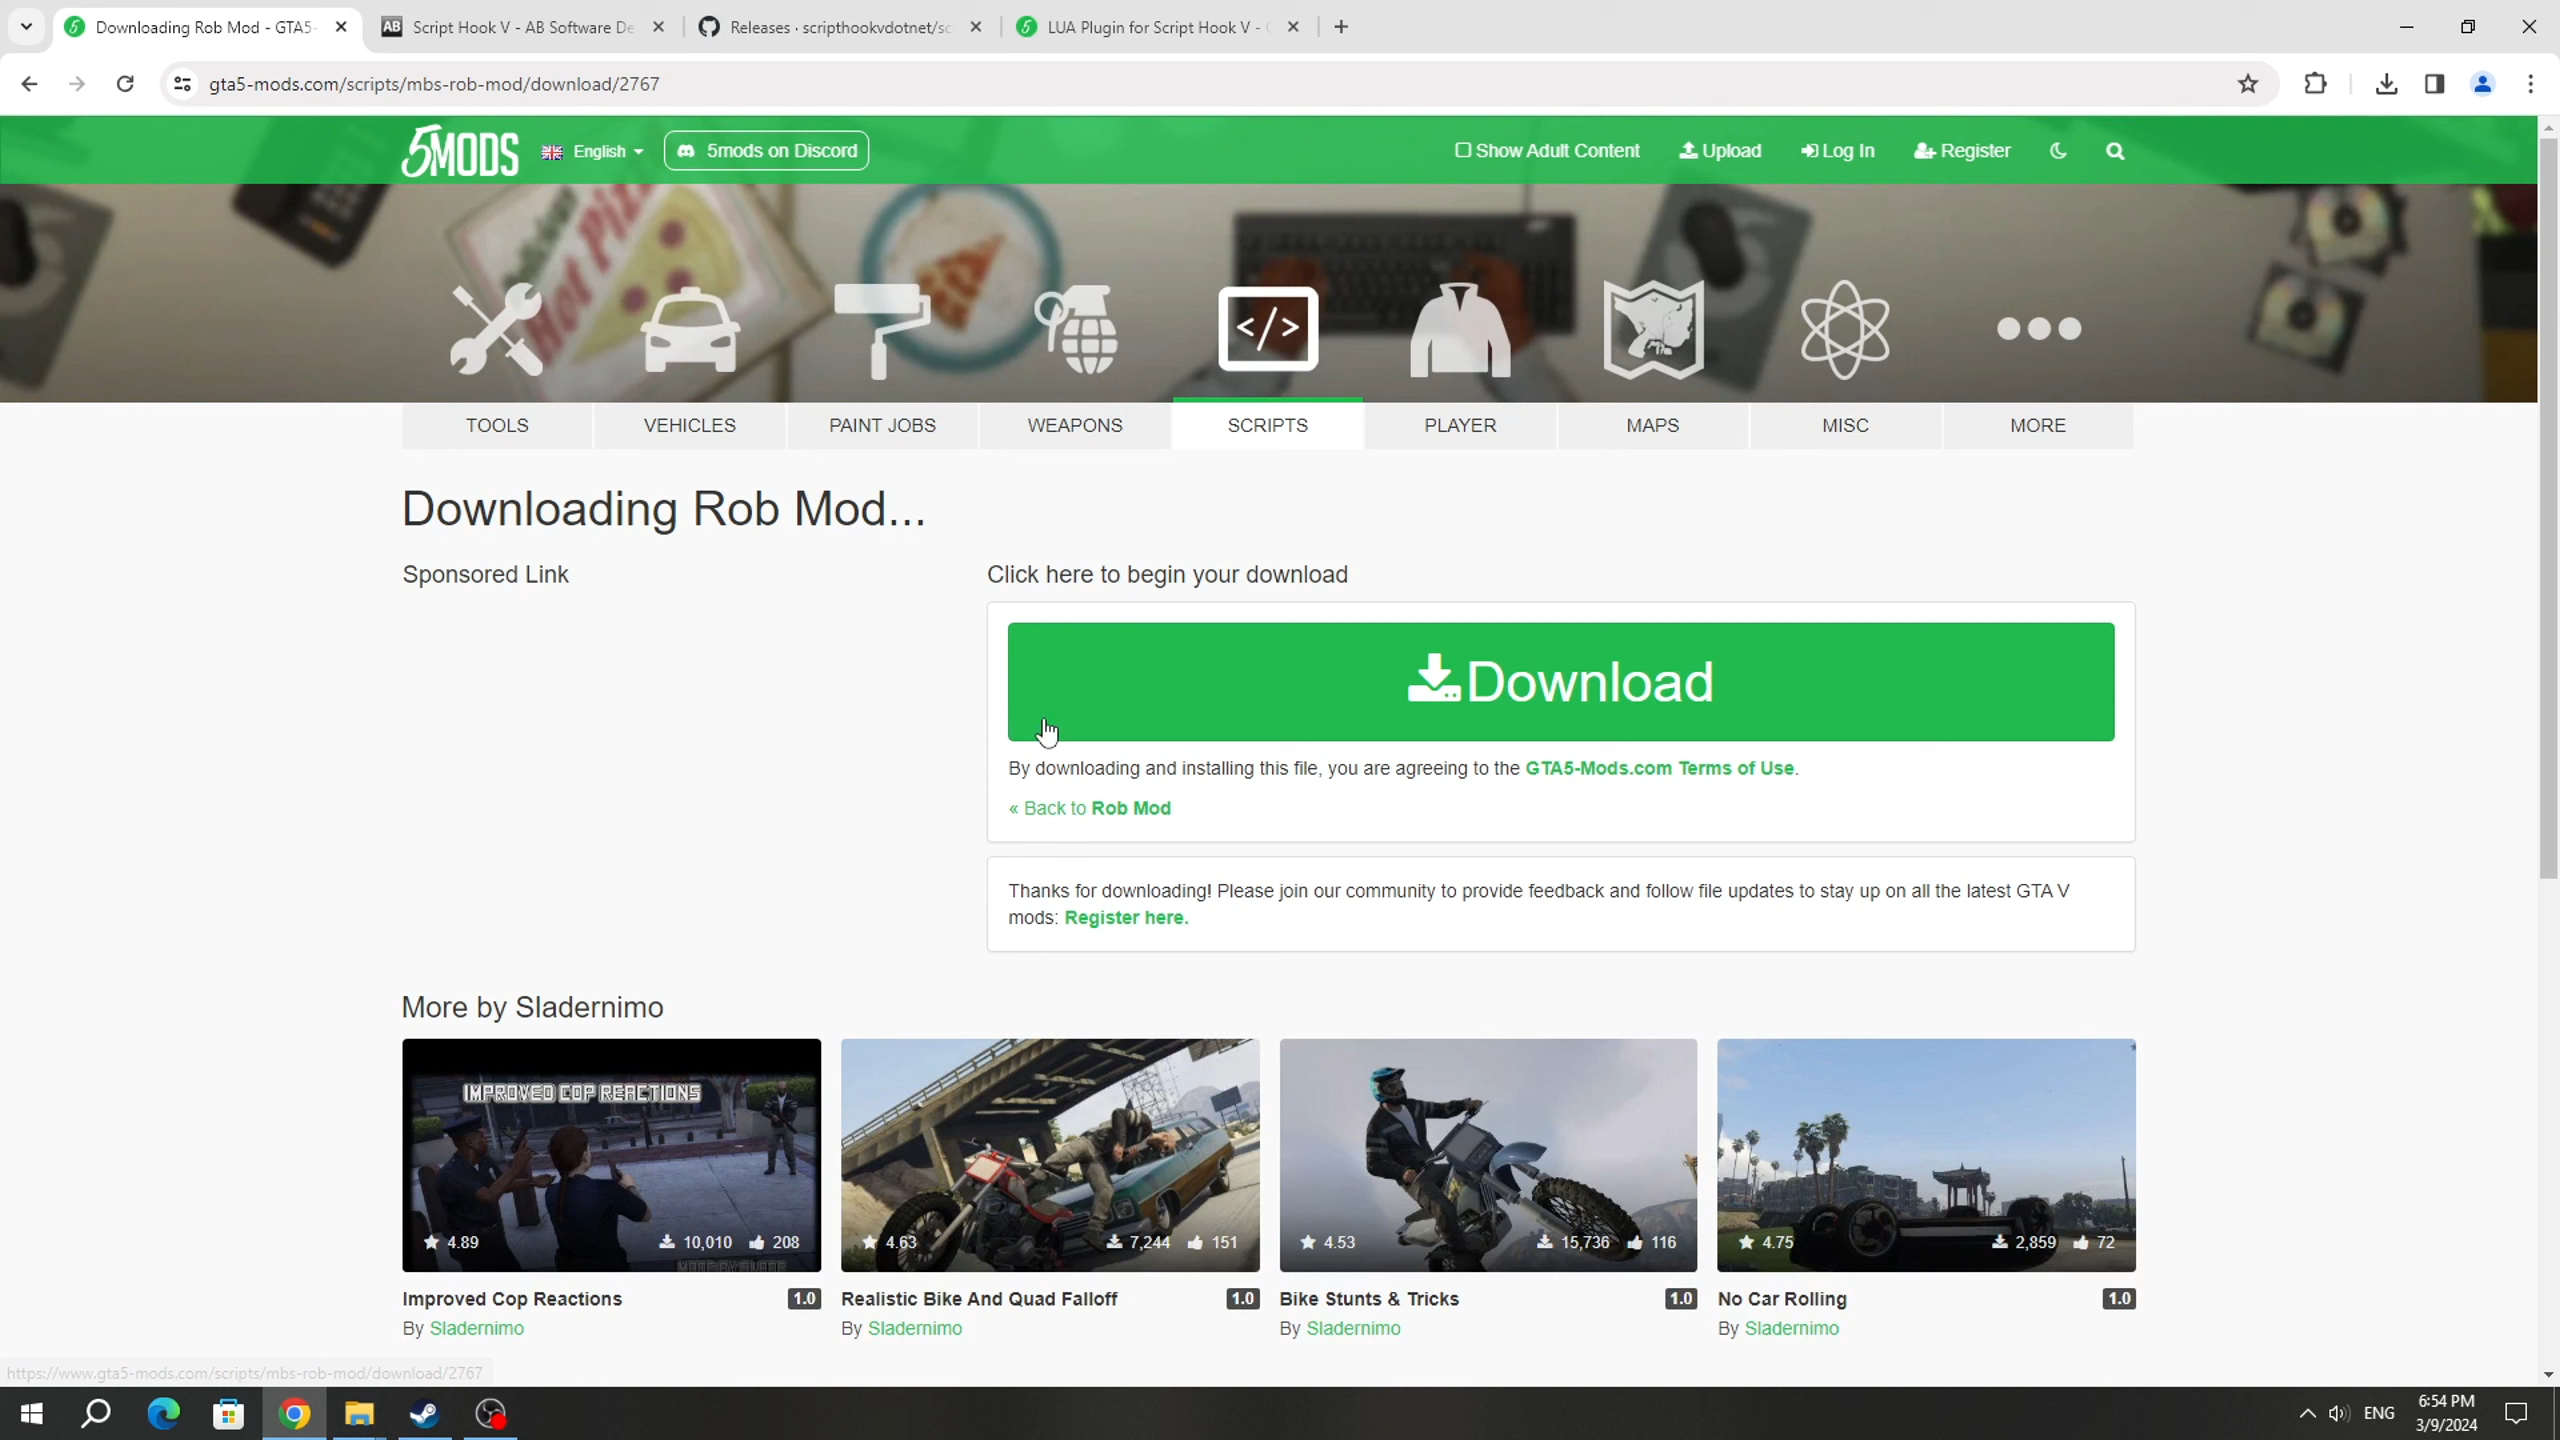 Downloading Rob Mod - GTA5-
AB Script Hook V - AB Software De
Releases · scripthookvdotnet/sc
LUA Plugin for Script Hook V -
gta5-mods.com/scripts/mbs-rob-mod/download/2767
5MODS English 5mods on Discord Show Adult Content Upload Log In Register
TOOLS VEHICLES PAINT JOBS WEAPONS SCRIPTS PLAYER MAPS MISC MORE
Downloading Rob Mod...
Sponsored Link
Click here to begin your download
Download
By downloading and installing this file, you are agreeing to the GTA5-Mods.com Terms of Use.
« Back to Rob Mod
Thanks for downloading! Please join our community to provide feedback and follow file updates to stay up on all the latest GTA V
mods: Register here.
More by Sladernimo
IMPROVED COP REACTIONS
4.89 10,010 208
4.63 7,244 151
4.53 15,736 116
4.75 2,859 72
Improved Cop Reactions 1.0
By Sladernimo
Realistic Bike And Quad Falloff 1.0
By Sladernimo
Bike Stunts & Tricks 1.0
By Sladernimo
No Car Rolling 1.0
By Sladernimo
https://www.gta5-mods.com/scripts/mbs-rob-mod/download/2767
ENG
6:54 PM
3/9/2024